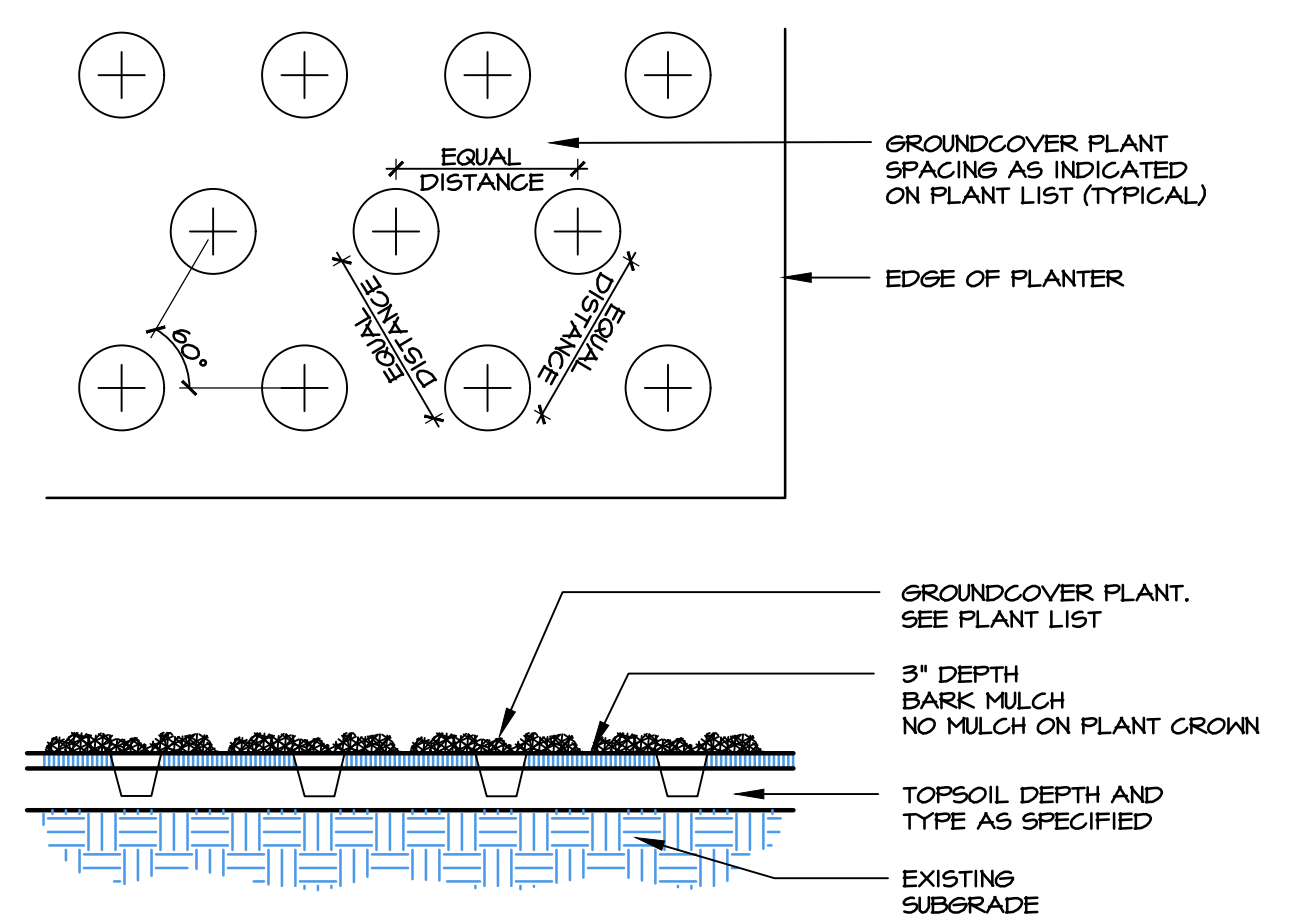 GROUNDCOVER PLANT
SPACING AS INDICATED
ON PLANT LIST (TYPICAL)
EQUAL
DISTANCE
EDGE OF PLANTER
EQUAL
DISTANCE
EQUAL
DISTANCE
60°
GROUNDCOVER PLANT.
SEE PLANT LIST
3" DEPTH
BARK MULCH
NO MULCH ON PLANT CROWN
TOPSOIL DEPTH AND
TYPE AS SPECIFIED
EXISTING
SUBGRADE